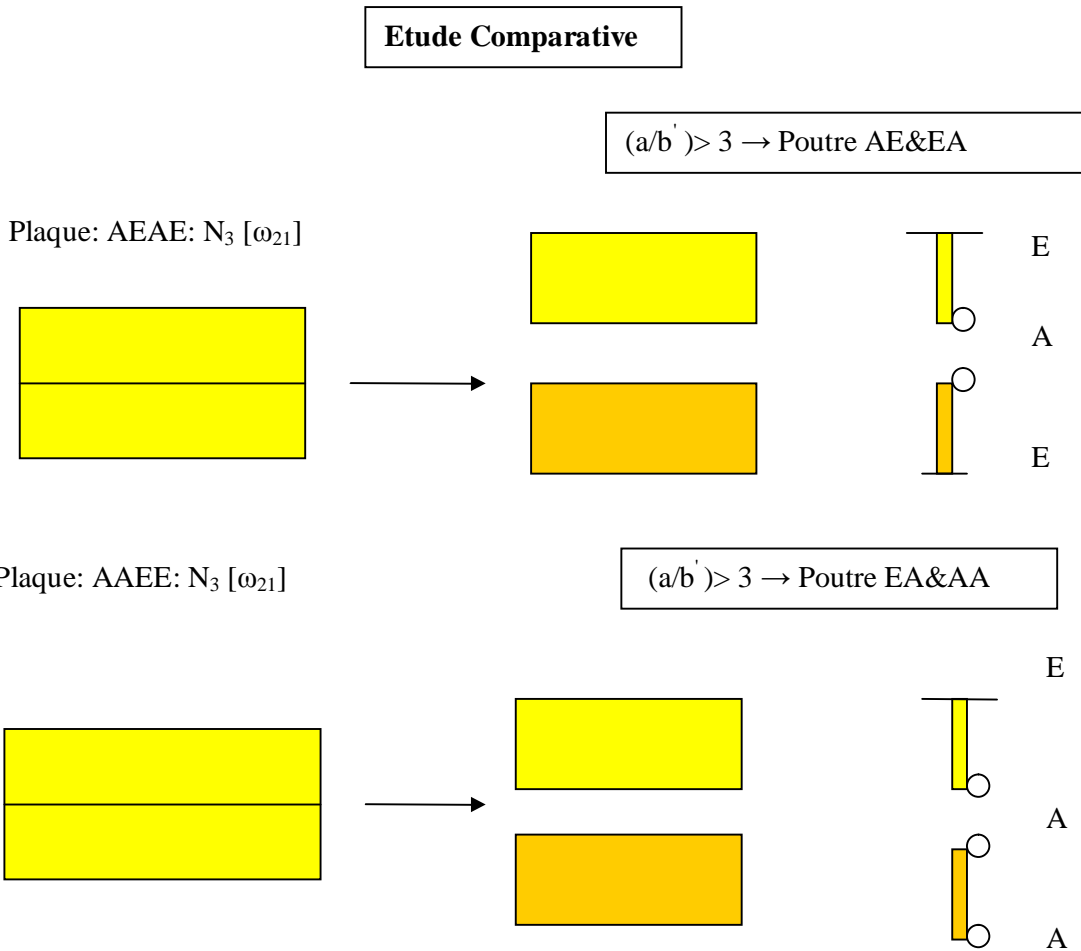 Etude Comparative
(a/b')> 3 → Poutre AE&EA
Plaque: AEAE: N₃ [ω₂₁]
E
A
E
Plaque: AAEE: N₃ [ω₂₁]
(a/b')> 3 → Poutre EA&AA
E
A
A